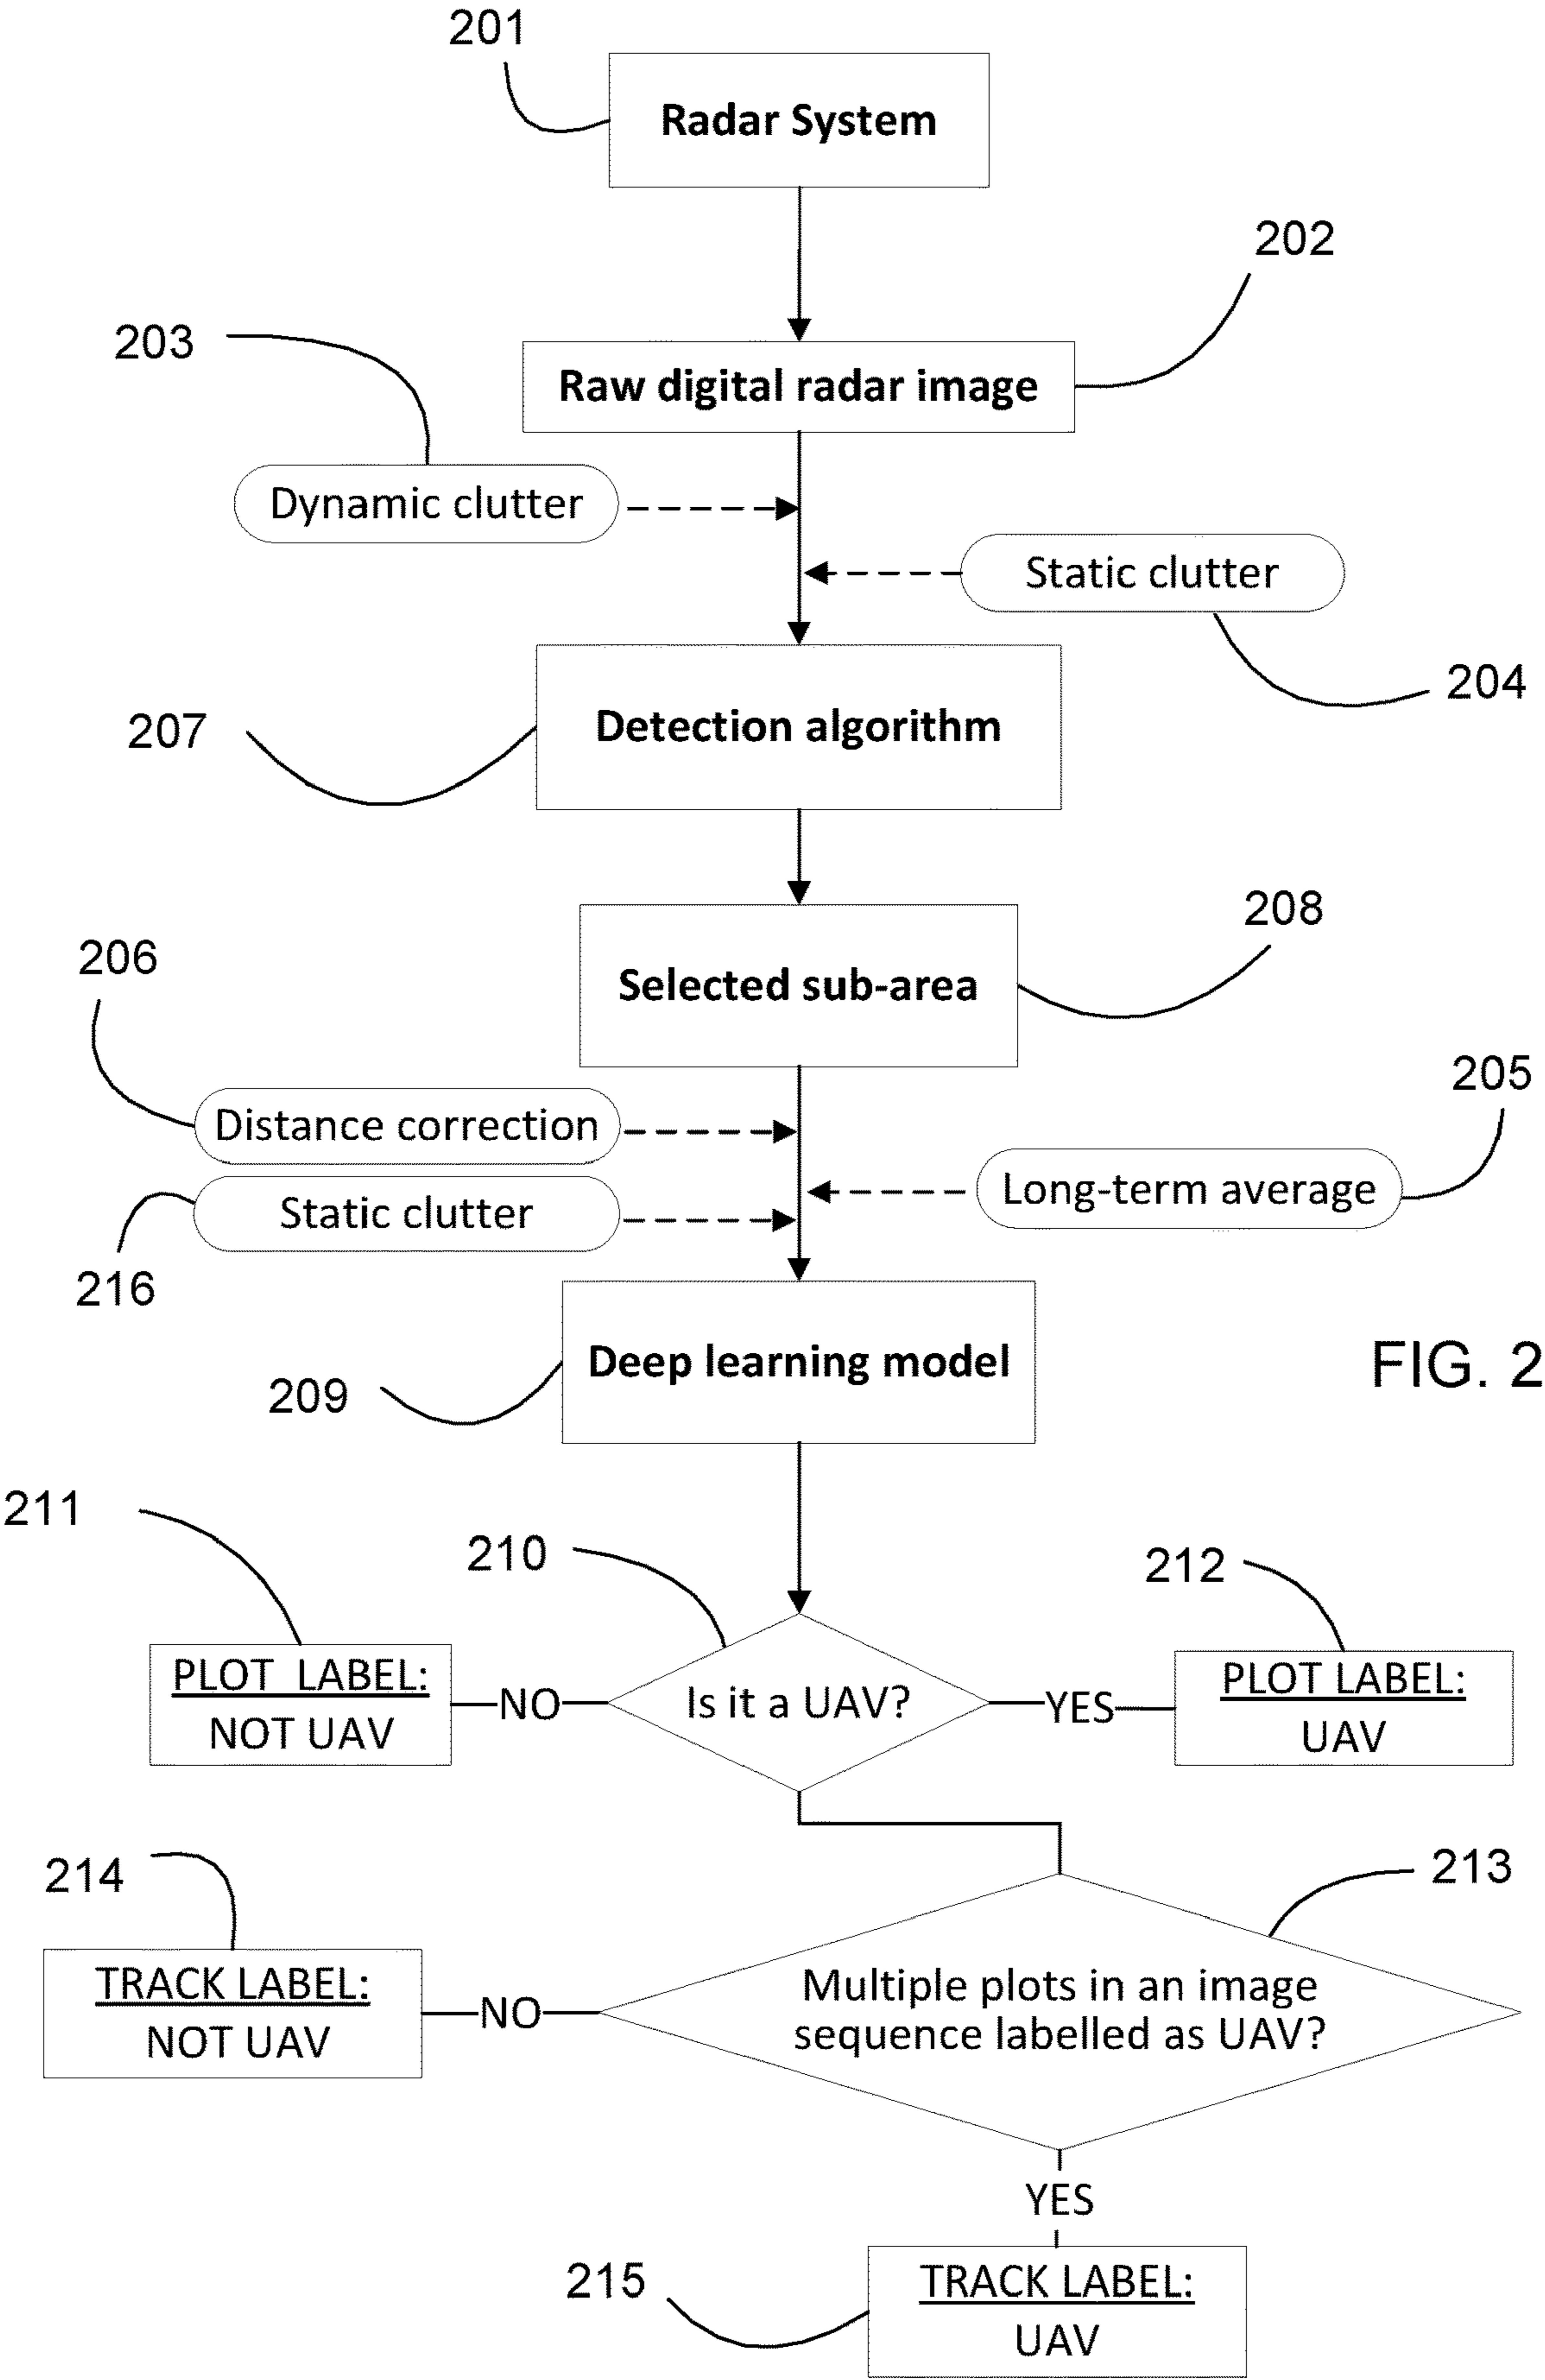 201
Radar System
202
203
Raw digital radar image
Dynamic clutter
Static clutter
204
207
Detection algorithm
208
206
Selected sub-area
205
Distance correction
Long-term average
Static clutter
216
Deep learning model
FIG. 2
209
211
210
212
PLOT LABEL:
NOT UAV
NO
Is it a UAV?
YES
PLOT LABEL:
UAV
214
213
TRACK LABEL:
NOT UAV
NO
Multiple plots in an image
sequence labelled as UAV?
YES
215
TRACK LABEL:
UAV